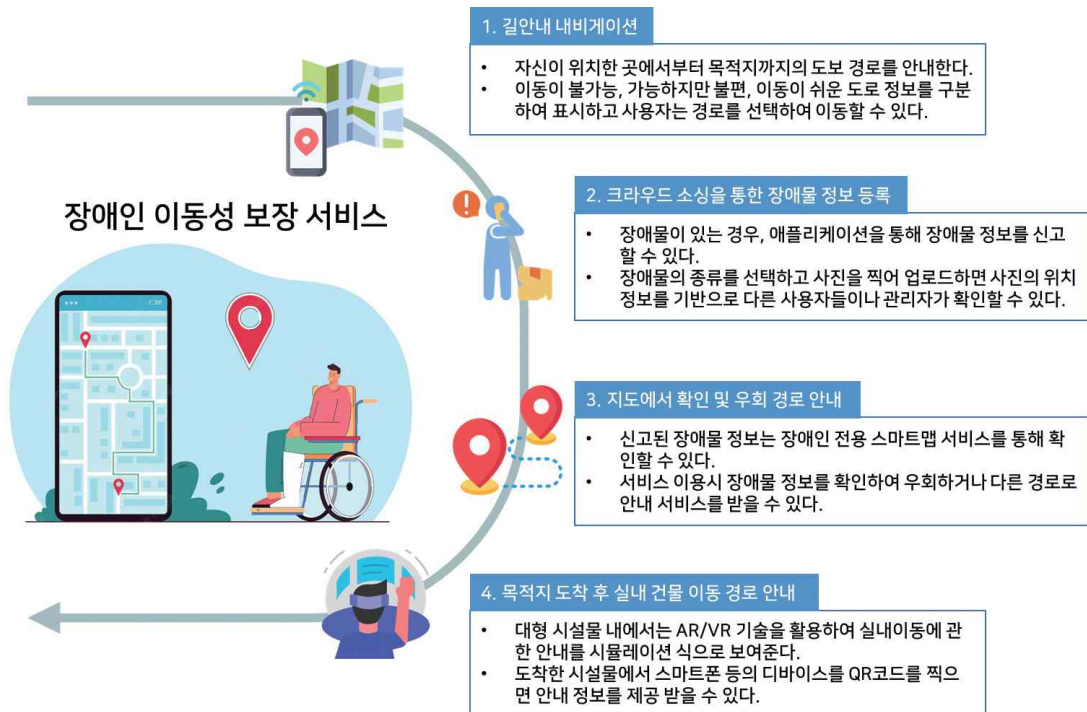 1. 길안내 내비게이션
• 자신이 위치한 곳에서부터 목적지까지의 도보 경로를 안내한다.
• 이동이 불가능, 가능하지만 불편, 이동이 쉬운 도로 정보를 구분
하여 표시하고 사용자는 경로를 선택하여 이동할 수 있다.
장애인 이동성 보장 서비스
2. 크라우드 소싱을 통한 장애물 정보 등록
• 장애물이 있는 경우, 애플리케이션을 통해 장애물 정보를 신고
할 수 있다.
• 장애물의 종류를 선택하고 사진을 찍어 업로드하면 사진의 위치
정보를 기반으로 다른 사용자들이나 관리자가 확인할 수 있다.
3. 지도에서 확인 및 우회 경로 안내
• 신고된 장애물 정보는 장애인 전용 스마트맵 서비스를 통해 확
인할 수 있다.
• 서비스 이용시 장애물 정보를 확인하여 우회하거나 다른 경로로
안내 서비스를 받을 수 있다.
4. 목적지 도착 후 실내 건물 이동 경로 안내
• 대형 시설물 내에서는 AR/VR 기술을 활용하여 실내이동에 관
한 안내를 시뮬레이션 식으로 보여준다.
• 도착한 시설물에서 스마트폰 등의 디바이스를 QR코드를 찍으
면 안내 정보를 제공 받을 수 있다.